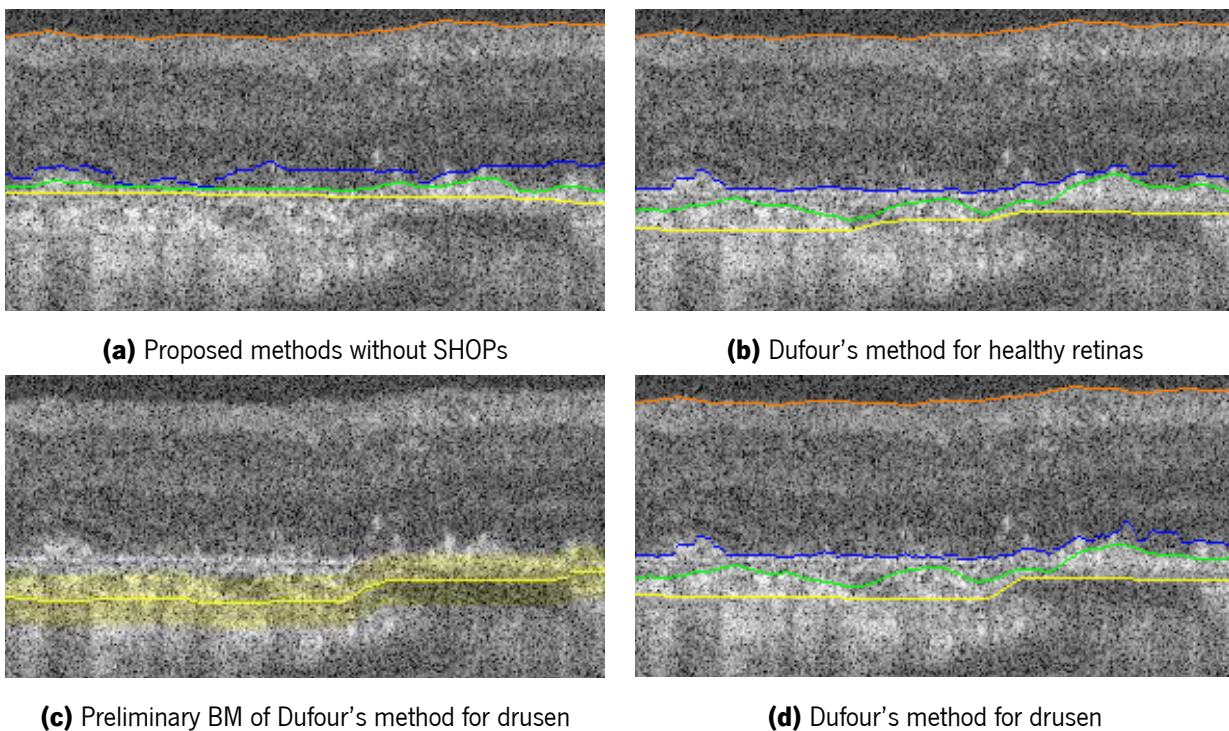 (a) Proposed methods without SHOPs
(b) Dufour's method for healthy retinas
(c) Preliminary BM of Dufour's method for drusen
(d) Dufour's method for drusen